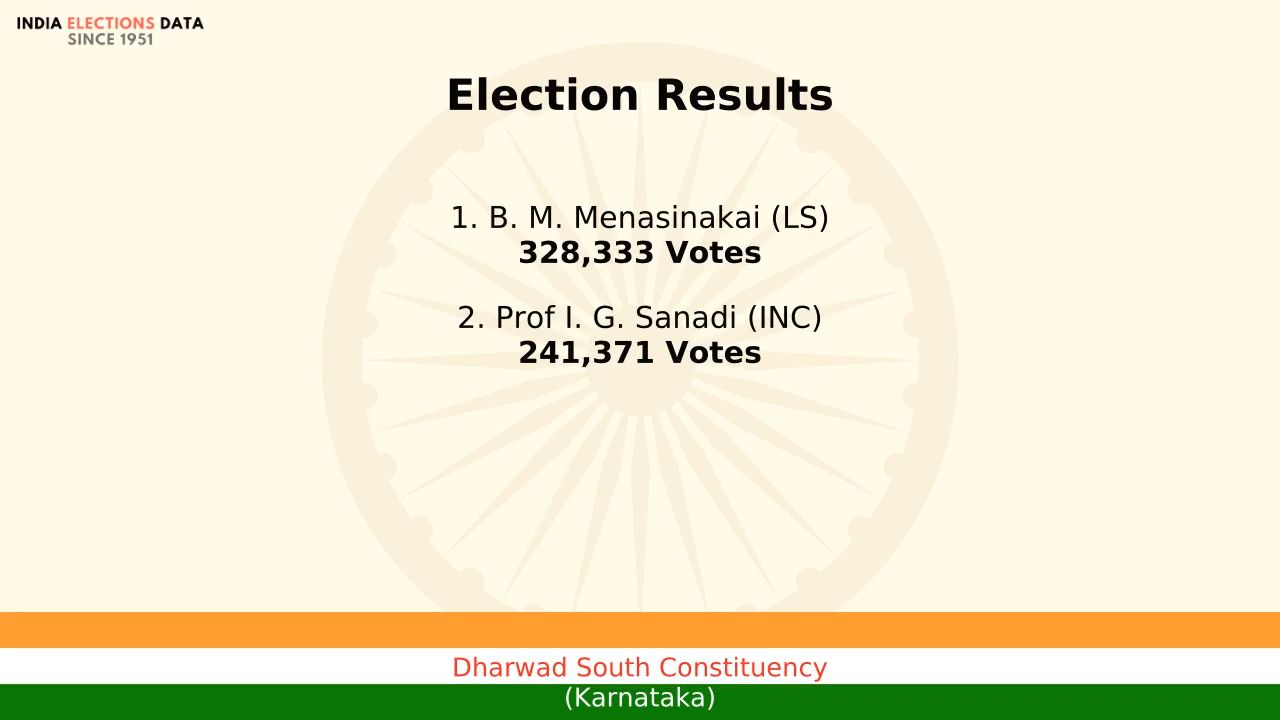 INDIA ELECTIONS DATA
SINCE 1951
Election Results
1. B. M. Menasinakai (LS)
328,333 Votes
2. Prof I. G. Sanadi (INC)
241,371 Votes
Dharwad South Constituency
(Karnataka)